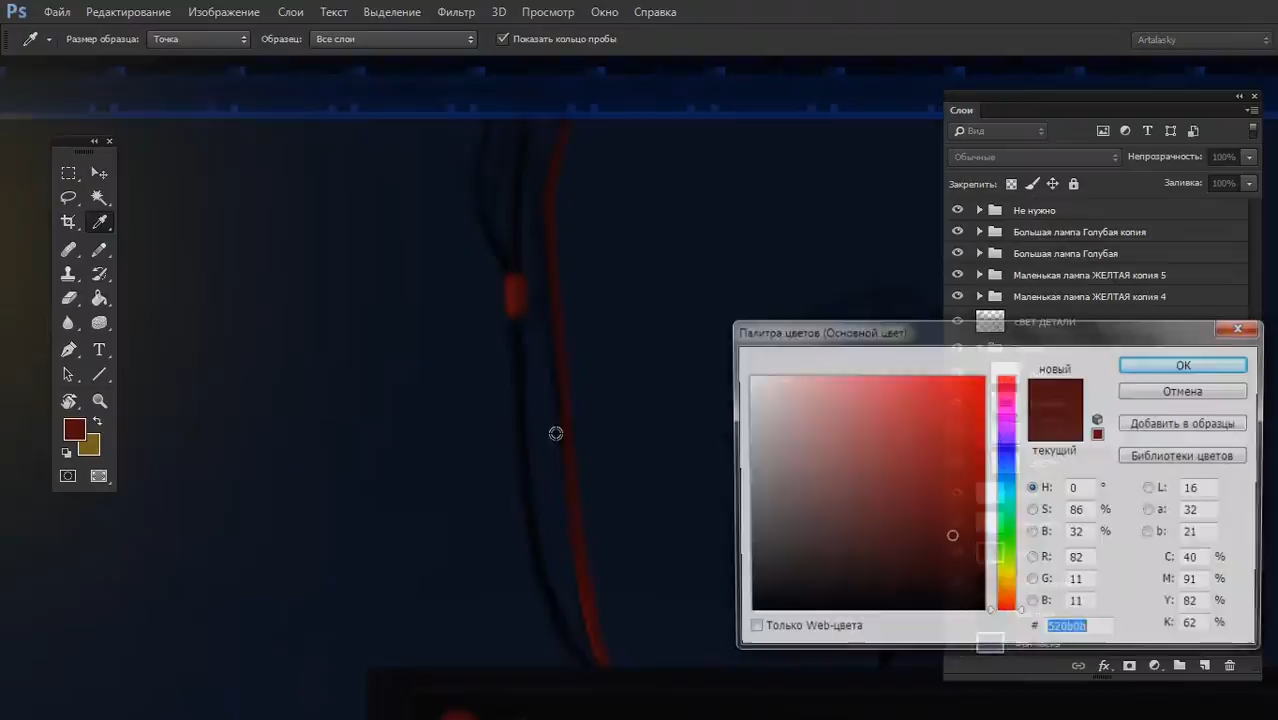 Ps Файл Редактирование Изображение Слои Текст Выделение Фильтр 3D Просмотр Окно Справка
Размер образца: Точка Образец: Все слои Показать кольцо пробы Artalasky
Слои
Вид
Обычные Непрозрачность: 100%
Закрепить: Заливка: 100%
Не нужно
Большая лампа Голубая копия
Большая лампа Голубая
Маленькая лампа ЖЕЛТАЯ копия 5
Маленькая лампа ЖЕЛТАЯ копия 4
СВЕТ ДЕТАЛИ
Палитра цветов (Основной цвет)
новый
текущий
ОК
Отмена
Добавить в образцы
Библиотеки цветов
H: 0 ° L: 16
S: 86 % a: 32
B: 32 % b: 21
R: 82 C: 40 %
G: 11 M: 91 %
B: 11 Y: 82 %
# 520b0b K: 62 %
Только Web-цвета
fx